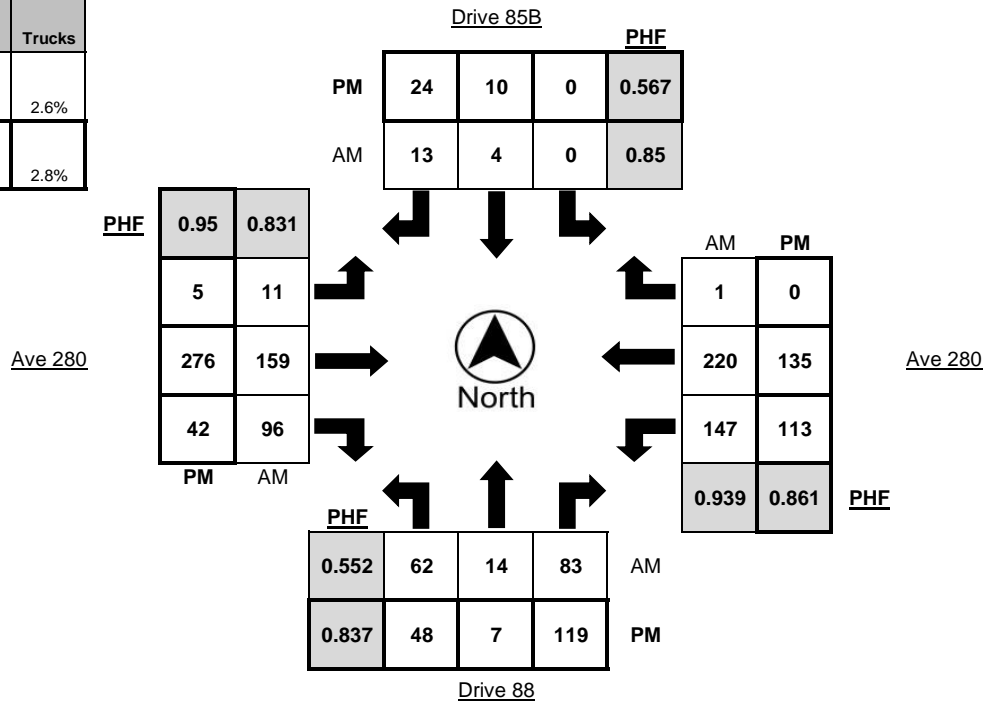 Drive 85B
Trucks
PHF
PM 24 10 0 0.567
2.6%
AM 13 4 0 0.85
2.8%
PHF 0.95 0.831
AM PM
5 11
1 0
Ave 280 276 159
North
220 135 Ave 280
42 96
147 113
PM AM
0.939 0.861 PHF
PHF
0.552 62 14 83 AM
0.837 48 7 119 PM
Drive 88